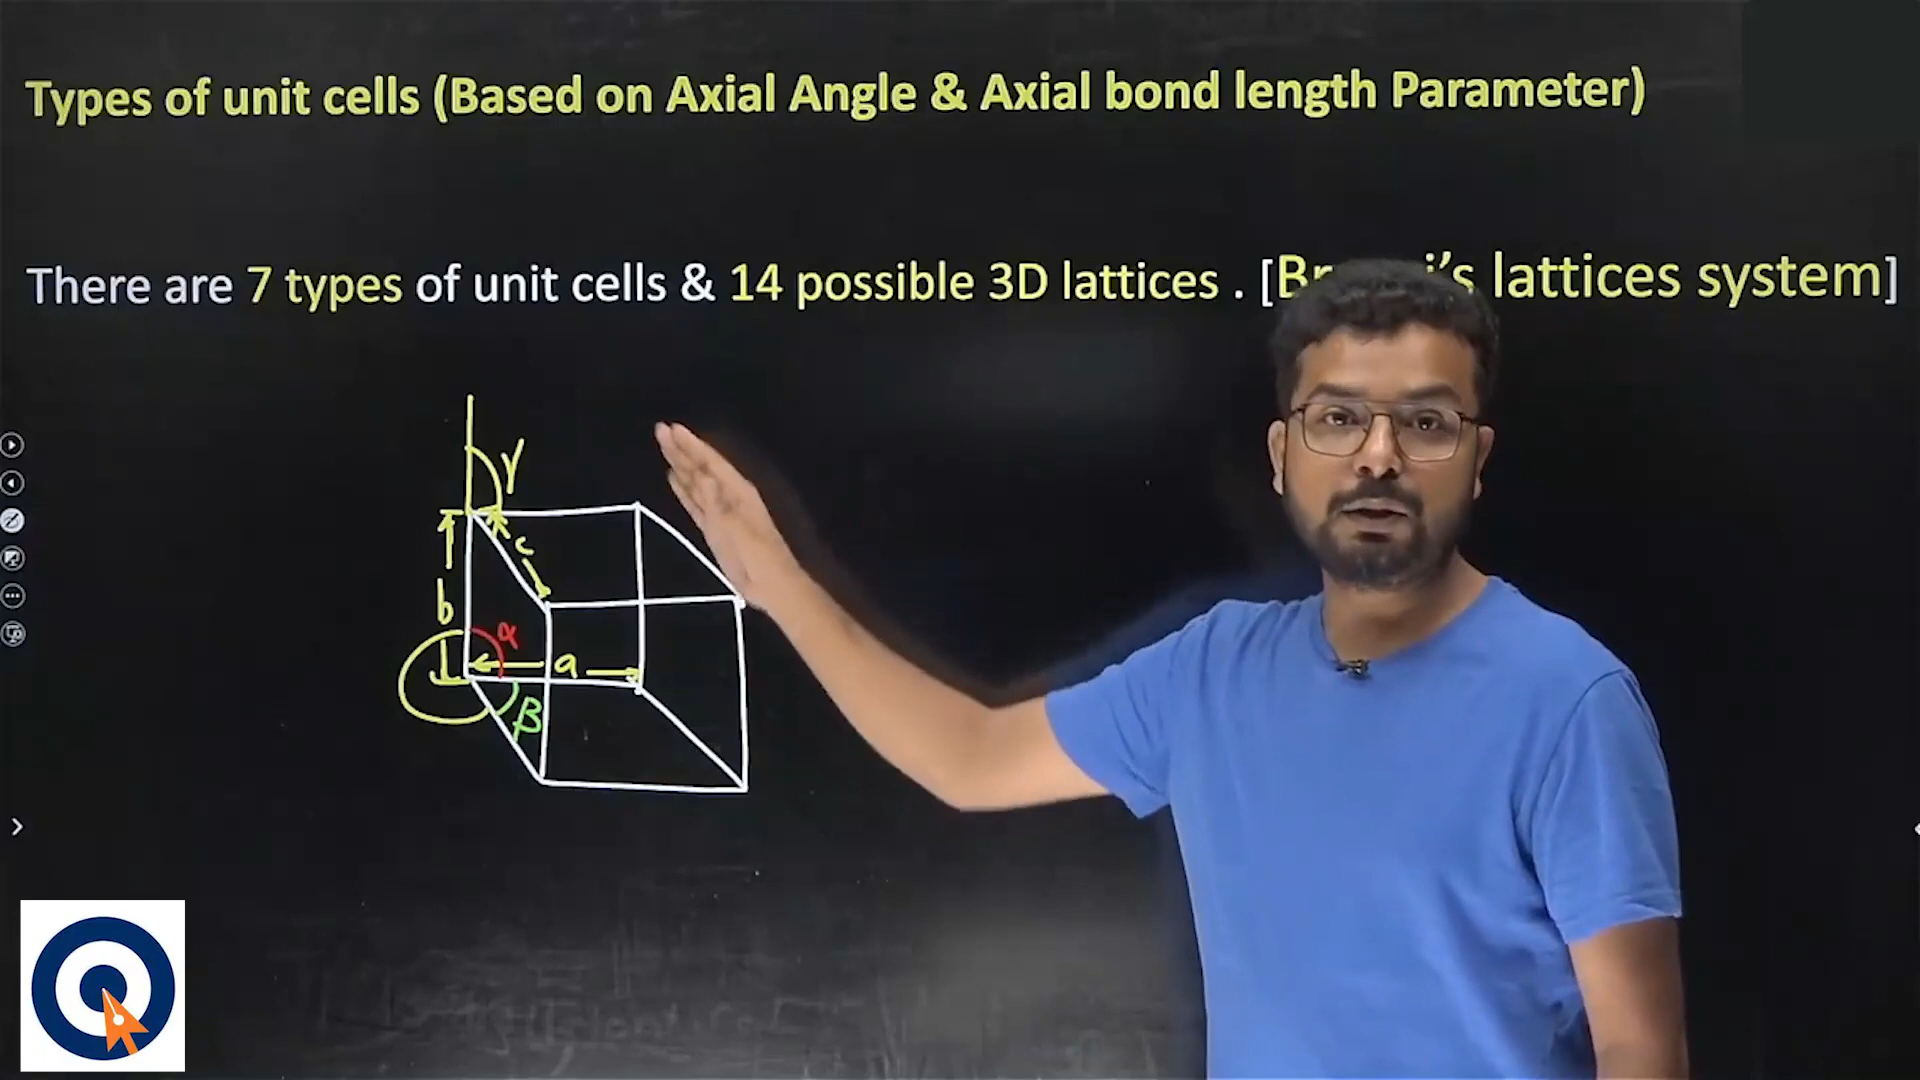 Types of unit cells (Based on Axial Angle & Axial bond length Parameter)
There are 7 types of unit cells & 14 possible 3D lattices . [ lattices system]
γ
c
b
α
a
β